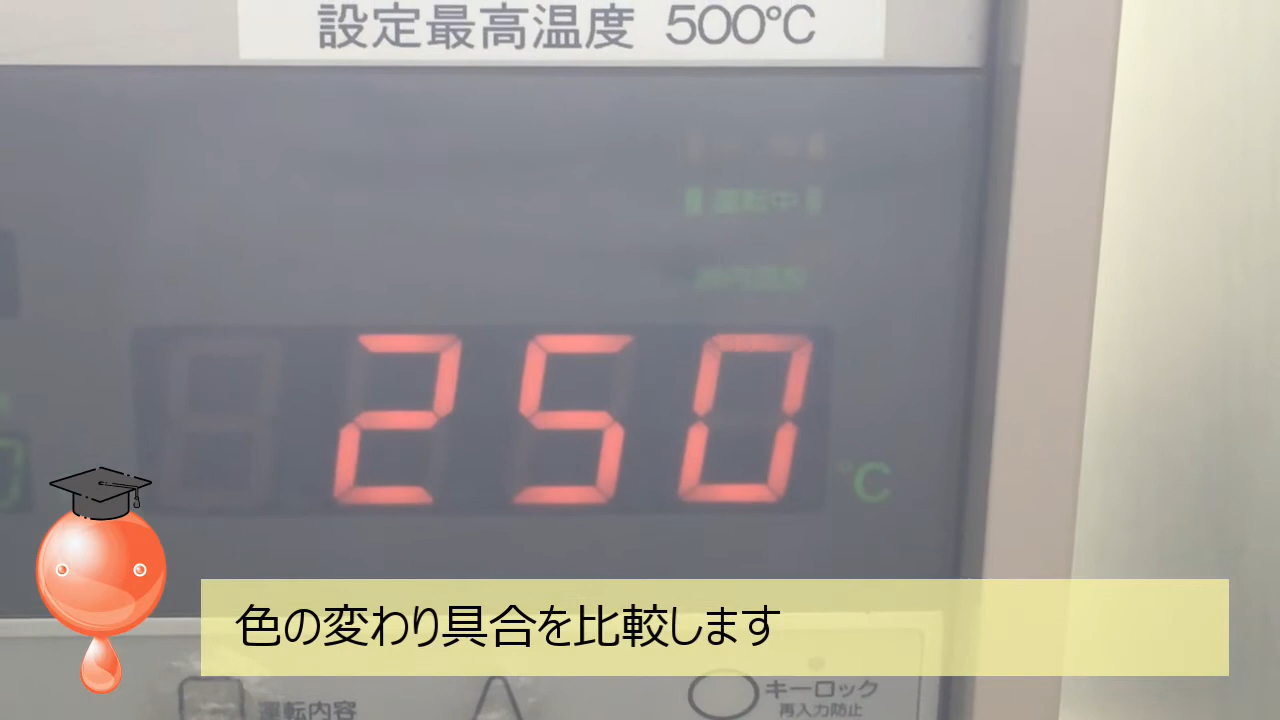 設定最高温度 500℃
運転中
250 ℃
色の変わり具合を比較します
運転内容
キーロック
再入力防止